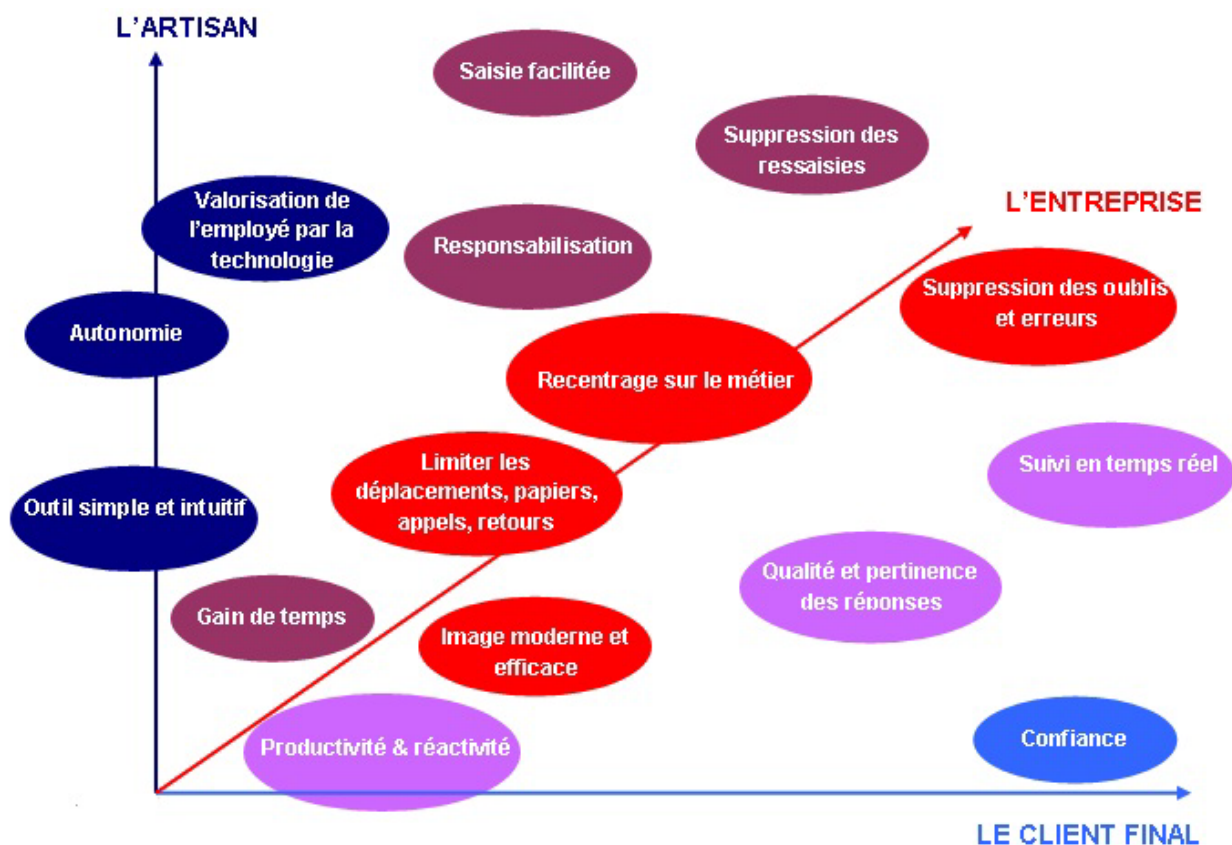 L'ARTISAN
Saisie facilitée
Suppression des
ressaisies
Valorisation de
l'employé par la
technologie
L'ENTREPRISE
Responsabilisation
Suppression des oublis
et erreurs
Autonomie
Recentrage sur le métier
Limiter les
déplacements, papiers,
appels, retours
Suivi en temps réel
Outil simple et intuitif
Qualité et pertinence
des réponses
Gain de temps
Image moderne et
efficace
Productivité & réactivité
Confiance
LE CLIENT FINAL